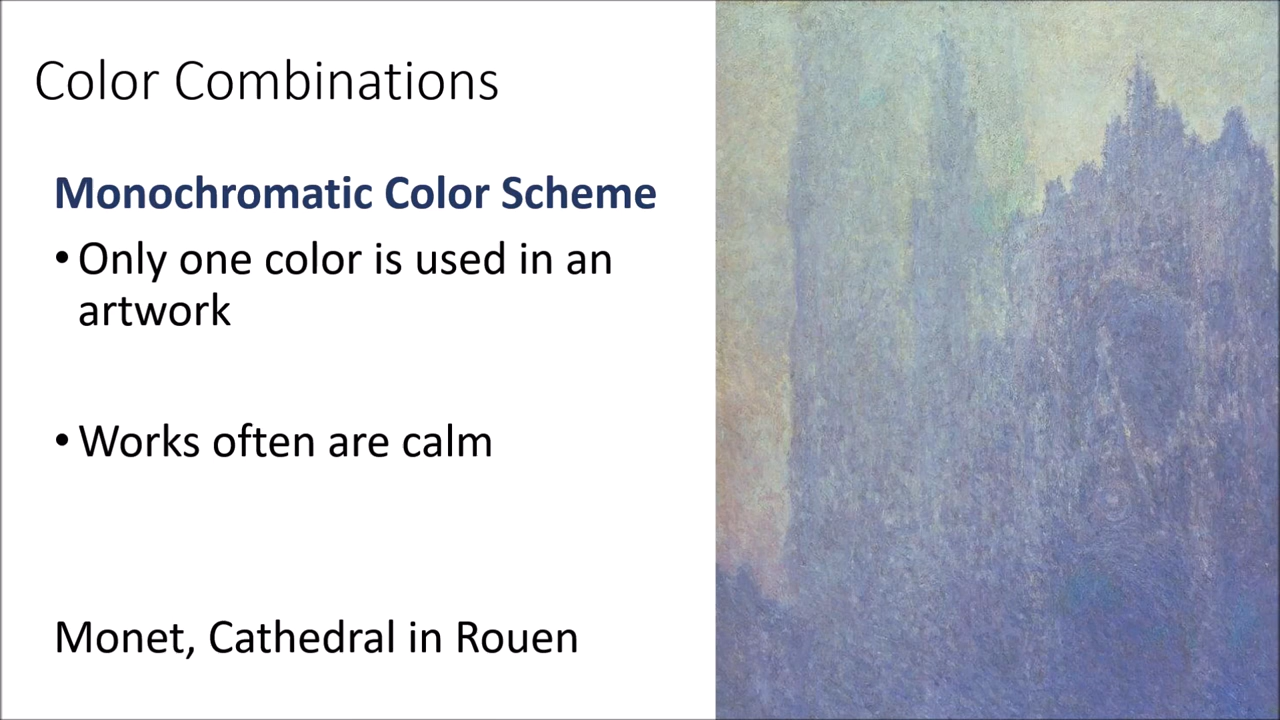 Color Combinations
Monochromatic Color Scheme
• Only one color is used in an
artwork
• Works often are calm
Monet, Cathedral in Rouen